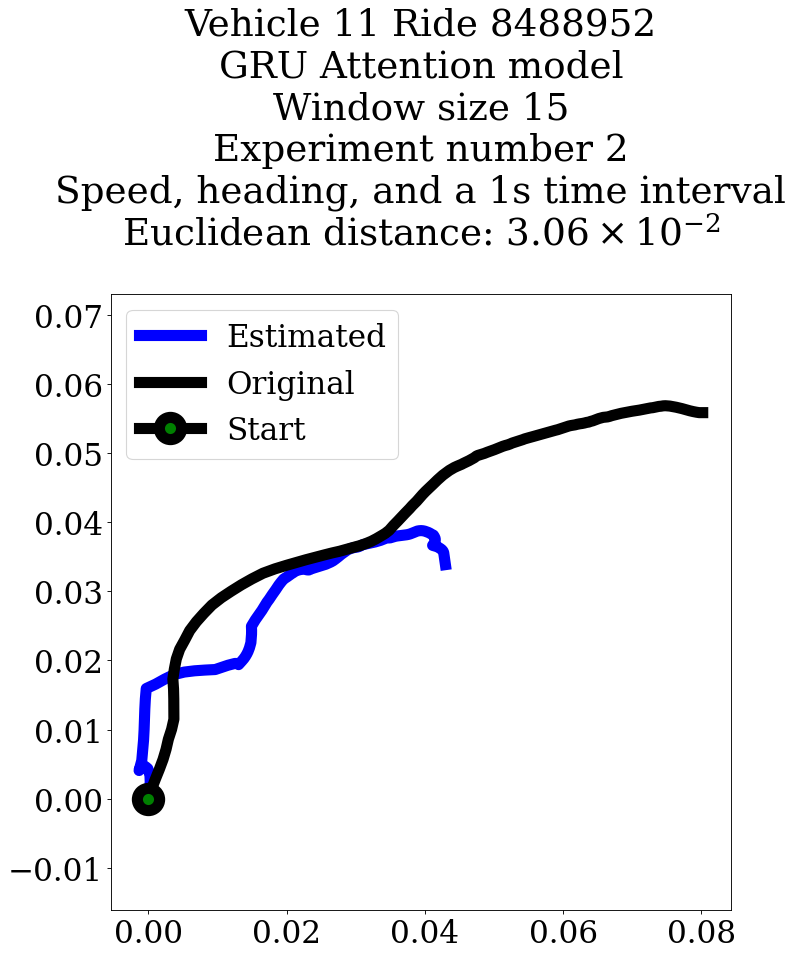 Vehicle 11 Ride 8488952
GRU Attention model
Window size 15
Experiment number 2
Speed, heading, and a 1s time interval
Euclidean distance: 3.06 × 10⁻²
Estimated
Original
Start
0.07
0.06
0.05
0.04
0.03
0.02
0.01
0.00
−0.01
0.00 0.02 0.04 0.06 0.08